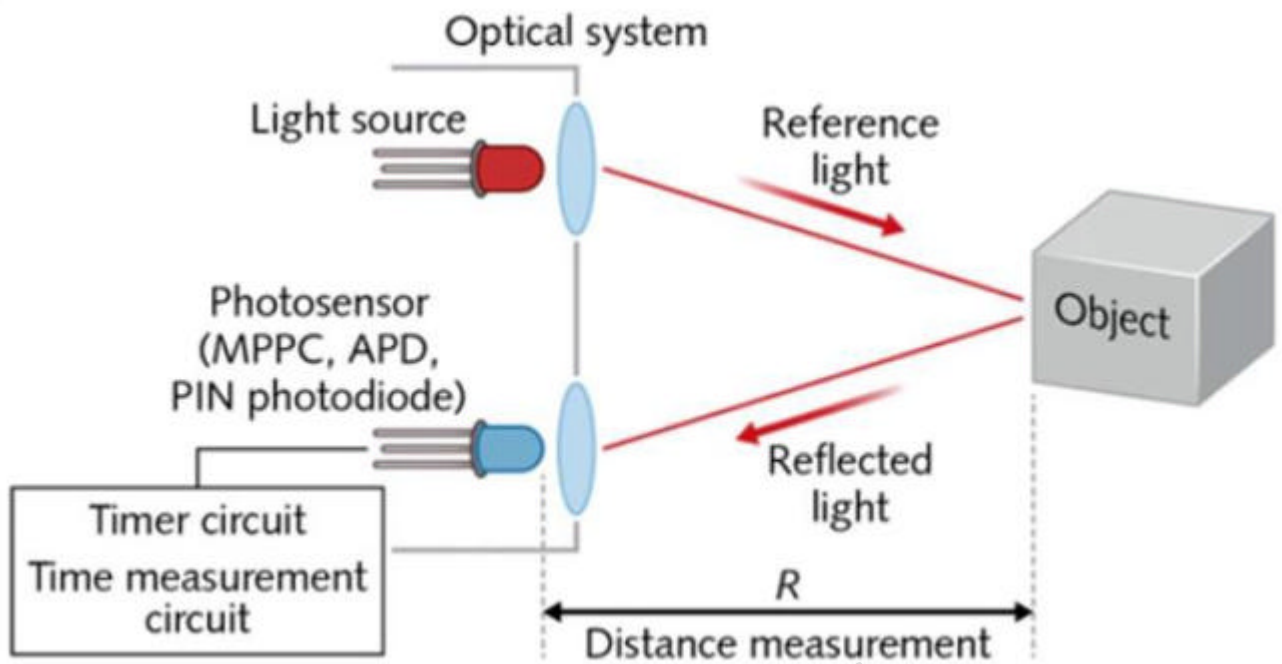 Optical system
Light source
Reference
light
Object
Photosensor
(MPPC, APD,
PIN photodiode)
Reflected
light
Timer circuit
Time measurement
circuit
R
Distance measurement